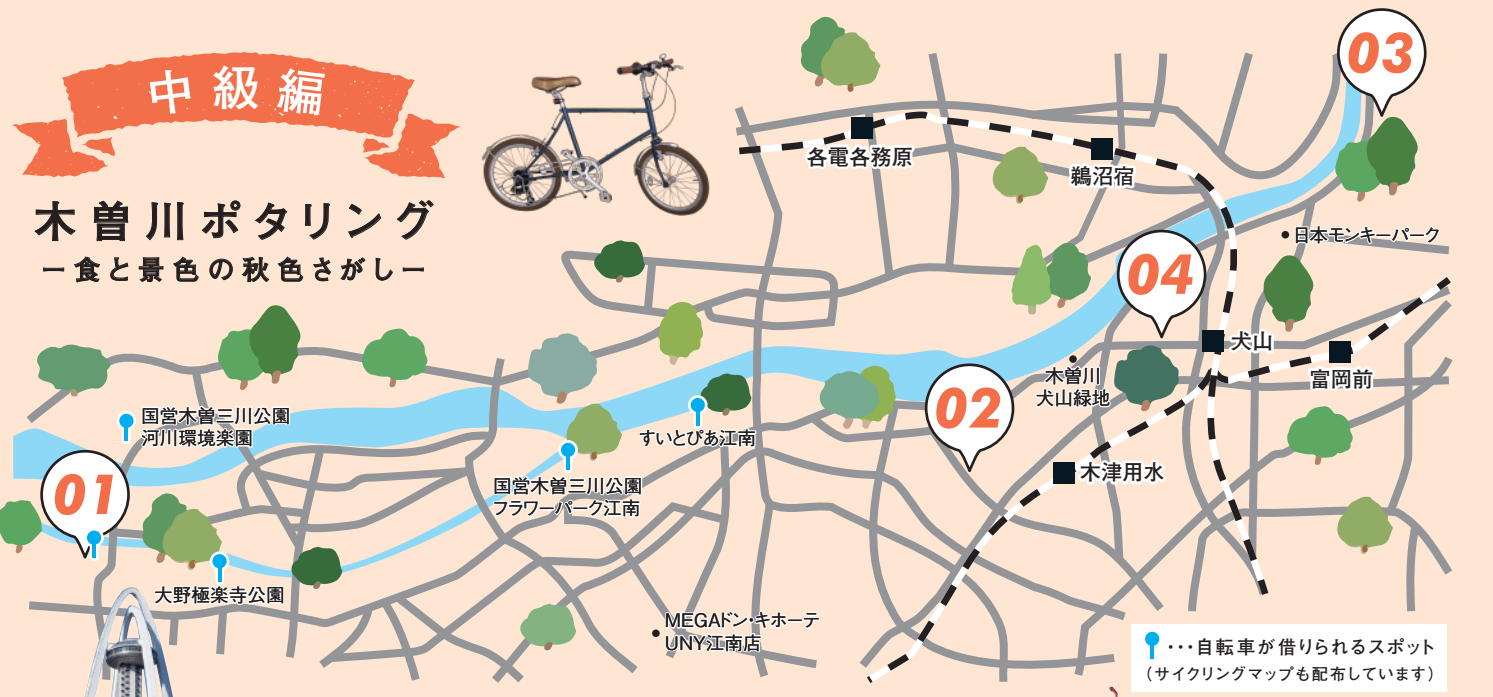 中級編
木曽川ポタリング
ー食と景色の秋色さがしー
03
各電各務原
鵜沼宿
日本モンキーパーク
04
犬山
富岡前
木曽川
犬山緑地
02
国営木曽三川公園
河川環境楽園
すいとぴあ江南
木津用水
01
国営木曽三川公園
フラワーパーク江南
大野極楽寺公園
MEGAドン・キホーテ
UNY江南店
・・・自転車が借りられるスポット
（サイクリングマップも配布しています）